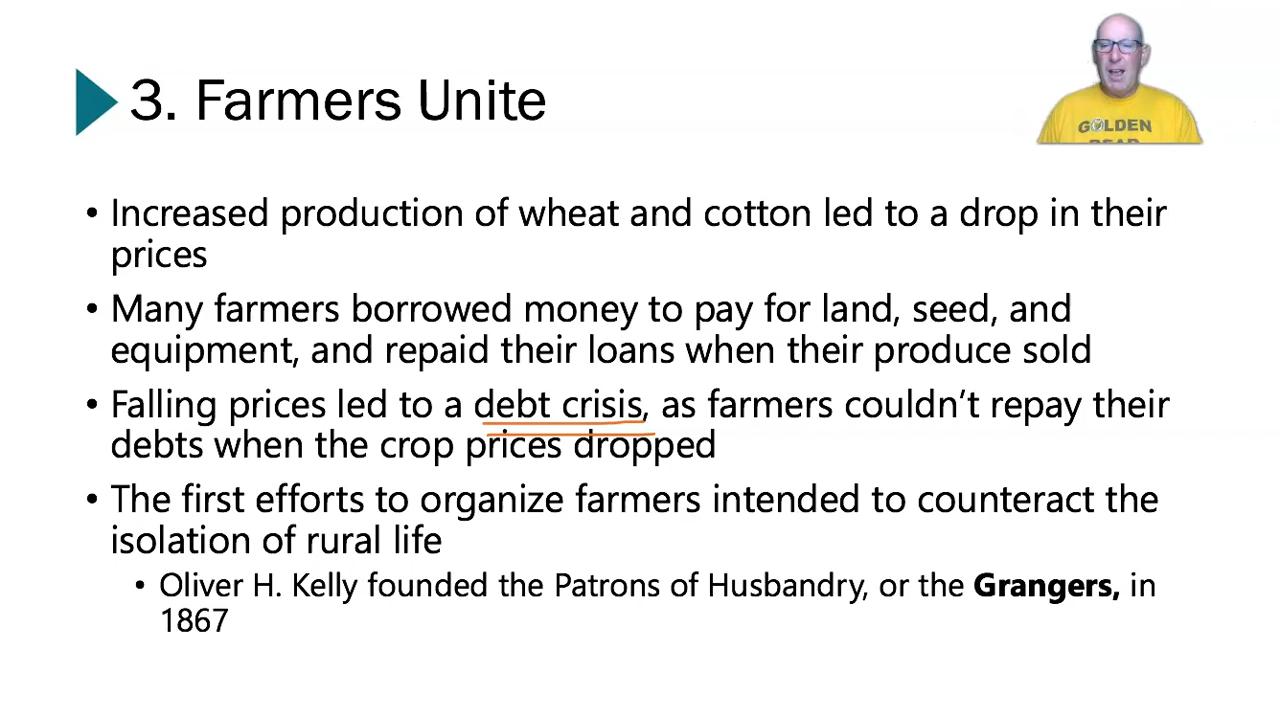 3. Farmers Unite
GOLDEN
BEAR
• Increased production of wheat and cotton led to a drop in their
prices
• Many farmers borrowed money to pay for land, seed, and
equipment, and repaid their loans when their produce sold
• Falling prices led to a debt crisis, as farmers couldn’t repay their
debts when the crop prices dropped
• The first efforts to organize farmers intended to counteract the
isolation of rural life
• Oliver H. Kelly founded the Patrons of Husbandry, or the Grangers, in
1867